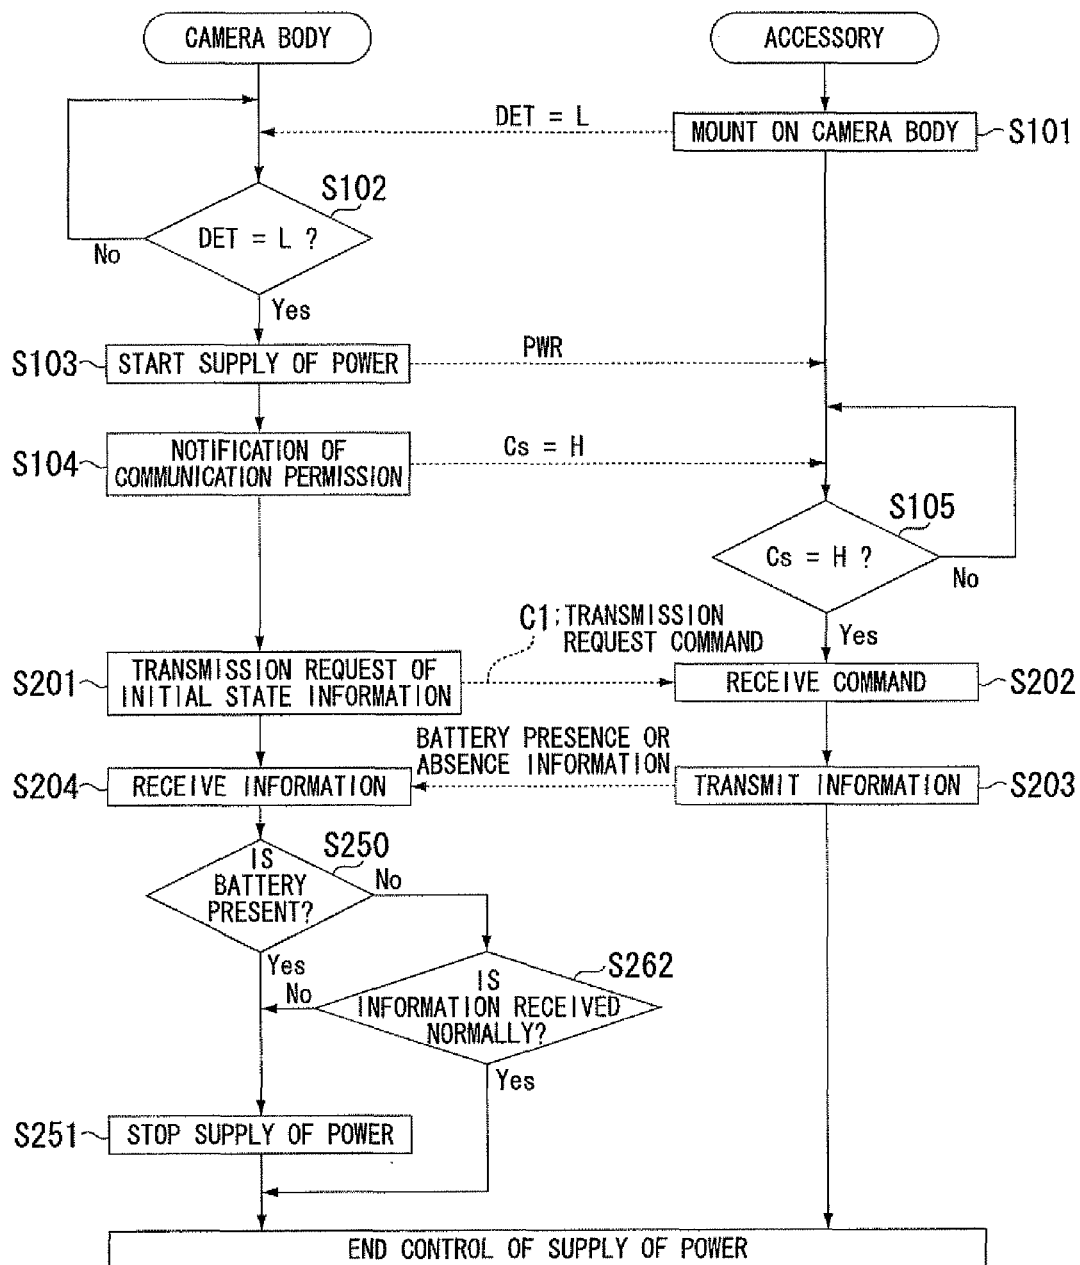 CAMERA BODY
ACCESSORY
DET = L
MOUNT ON CAMERA BODY
S101
S102
DET = L ?
No
Yes
S103
START SUPPLY OF POWER
PWR
S104
NOTIFICATION OF
COMMUNICATION PERMISSION
Cs = H
S105
Cs = H ?
No
Yes
C1;TRANSMISSION
REQUEST COMMAND
S201
TRANSMISSION REQUEST OF
INITIAL STATE INFORMATION
RECEIVE COMMAND
S202
BATTERY PRESENCE OR
ABSENCE INFORMATION
S204
RECEIVE INFORMATION
TRANSMIT INFORMATION
S203
S250
IS
BATTERY
PRESENT?
No
Yes
S262
IS
INFORMATION RECEIVED
NORMALLY?
No
Yes
S251
STOP SUPPLY OF POWER
END CONTROL OF SUPPLY OF POWER